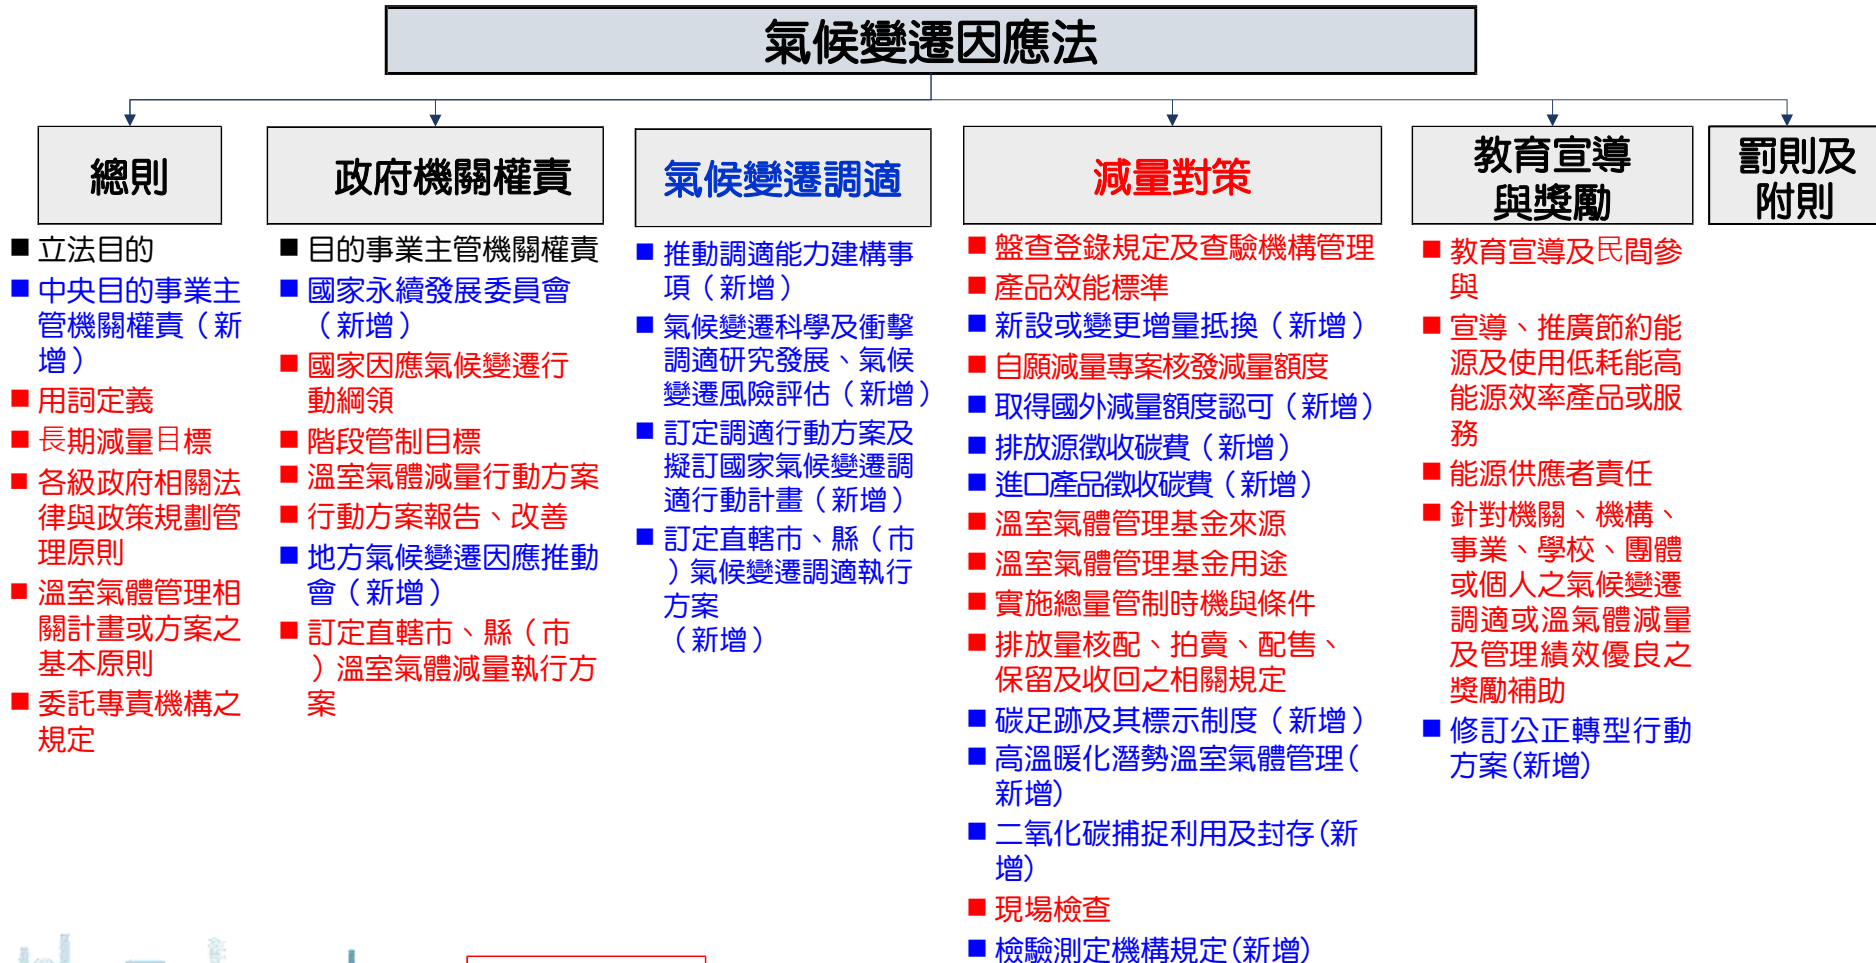 氣候變遷因應法
總則
立法目的
中央目的事業主
管機關權責（新
增）
用詞定義
長期減量目標
各級政府相關法
律與政策規劃管
理原則
溫室氣體管理相
關計畫或方案之
基本原則
委託專責機構之
規定
政府機關權責
目的事業主管機關權責
國家永續發展委員會
（新增）
國家因應氣候變遷行
動綱領
階段管制目標
溫室氣體減量行動方案
行動方案報告、改善
地方氣候變遷因應推動
會（新增）
訂定直轄市、縣（市
）溫室氣體減量執行方
案
氣候變遷調適
推動調適能力建構事
項（新增）
氣候變遷科學及衝擊
調適研究發展、氣候
變遷風險評估（新增）
訂定調適行動方案及
擬訂國家氣候變遷調
適行動計畫（新增）
訂定直轄市、縣（市
）氣候變遷調適執行
方案
（新增）
減量對策
盤查登錄規定及查驗機構管理
產品效能標準
新設或變更增量抵換（新增）
自願減量專案核發減量額度
取得國外減量額度認可（新增）
排放源徵收碳費（新增）
進口產品徵收碳費（新增）
溫室氣體管理基金來源
溫室氣體管理基金用途
實施總量管制時機與條件
排放量核配、拍賣、配售、
保留及收回之相關規定
碳足跡及其標示制度（新增）
高溫暖化潛勢溫室氣體管理(
新增)
二氧化碳捕捉利用及封存(新
增)
現場檢查
檢驗測定機構規定(新增)
教育宣導
與獎勵
教育宣導及民間參
與
宣導、推廣節約能
源及使用低耗能高
能源效率產品或服
務
能源供應者責任
針對機關、機構、
事業、學校、團體
或個人之氣候變遷
調適或溫氣體減量
及管理績效優良之
獎勵補助
修訂公正轉型行動
方案(新增)
罰則及
附則